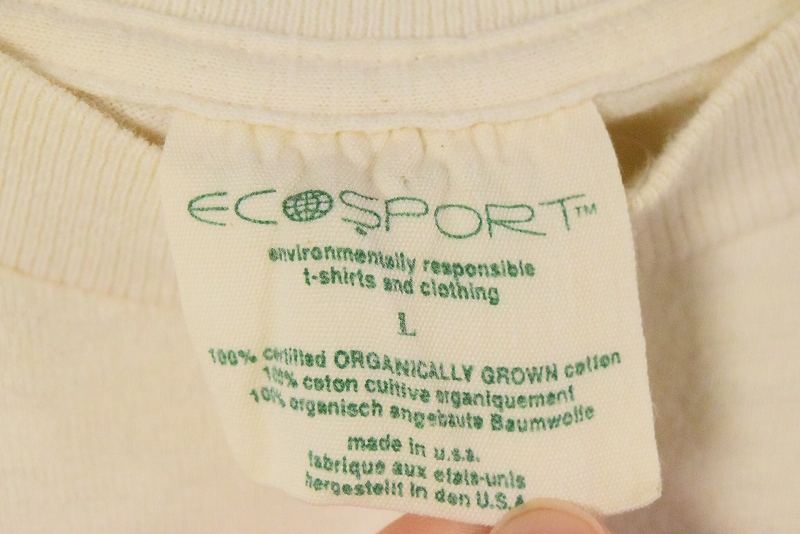 ECOSPORT™
environmentally responsible
t-shirts and clothing
L
100% certified ORGANICALLY GROWN cotton
100% coton cultive organiquement
100% organisch angebaute Baumwolle
made in u.s.a.
fabrique aux etats-unis
hergestellt in den U.S.A